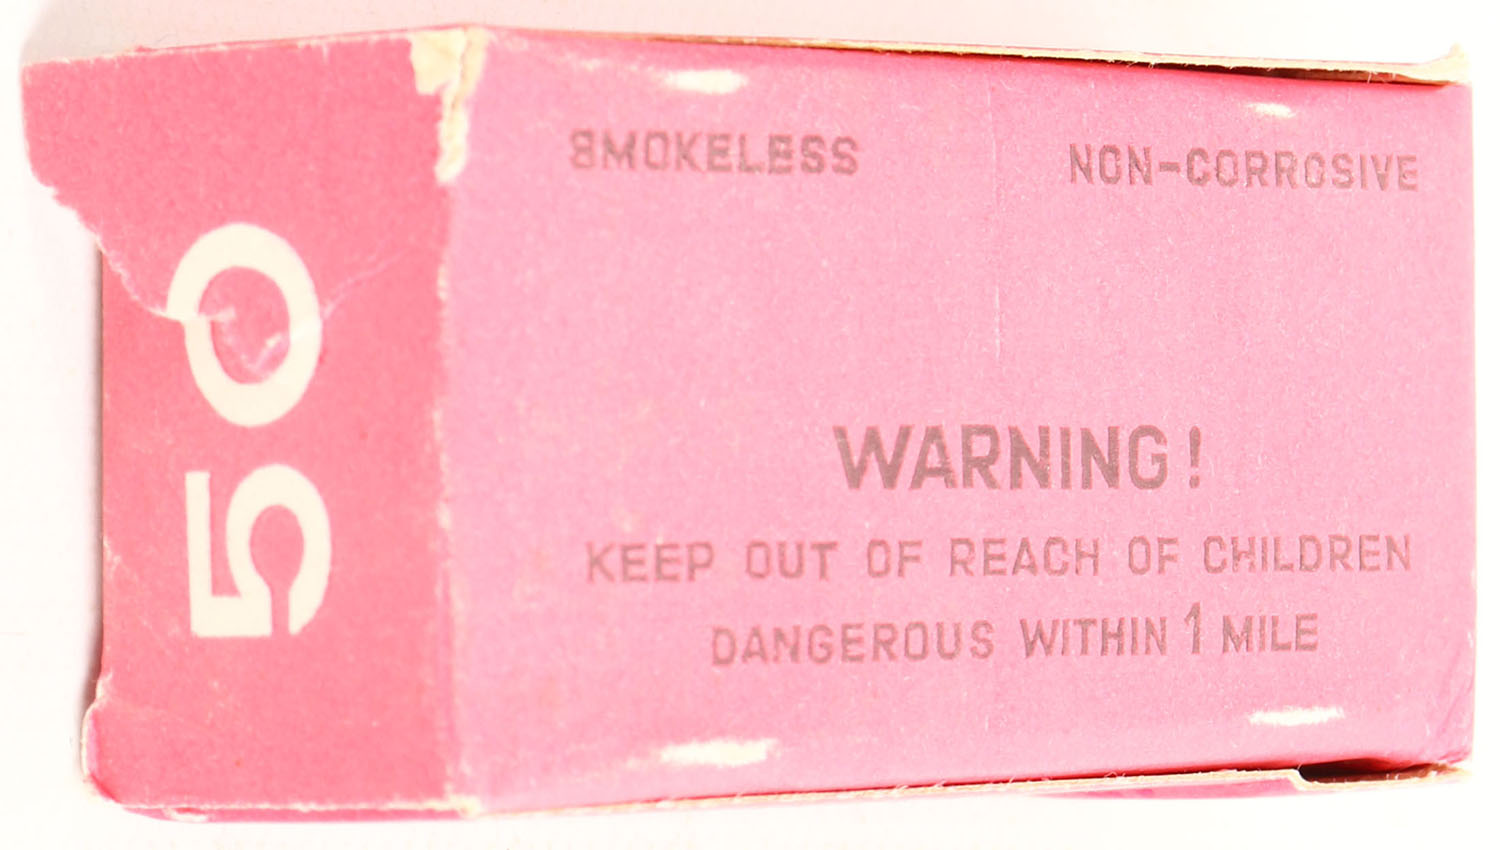 50
SMOKELESS NON-CORROSIVE
WARNING!
KEEP OUT OF REACH OF CHILDREN
DANGEROUS WITHIN 1 MILE